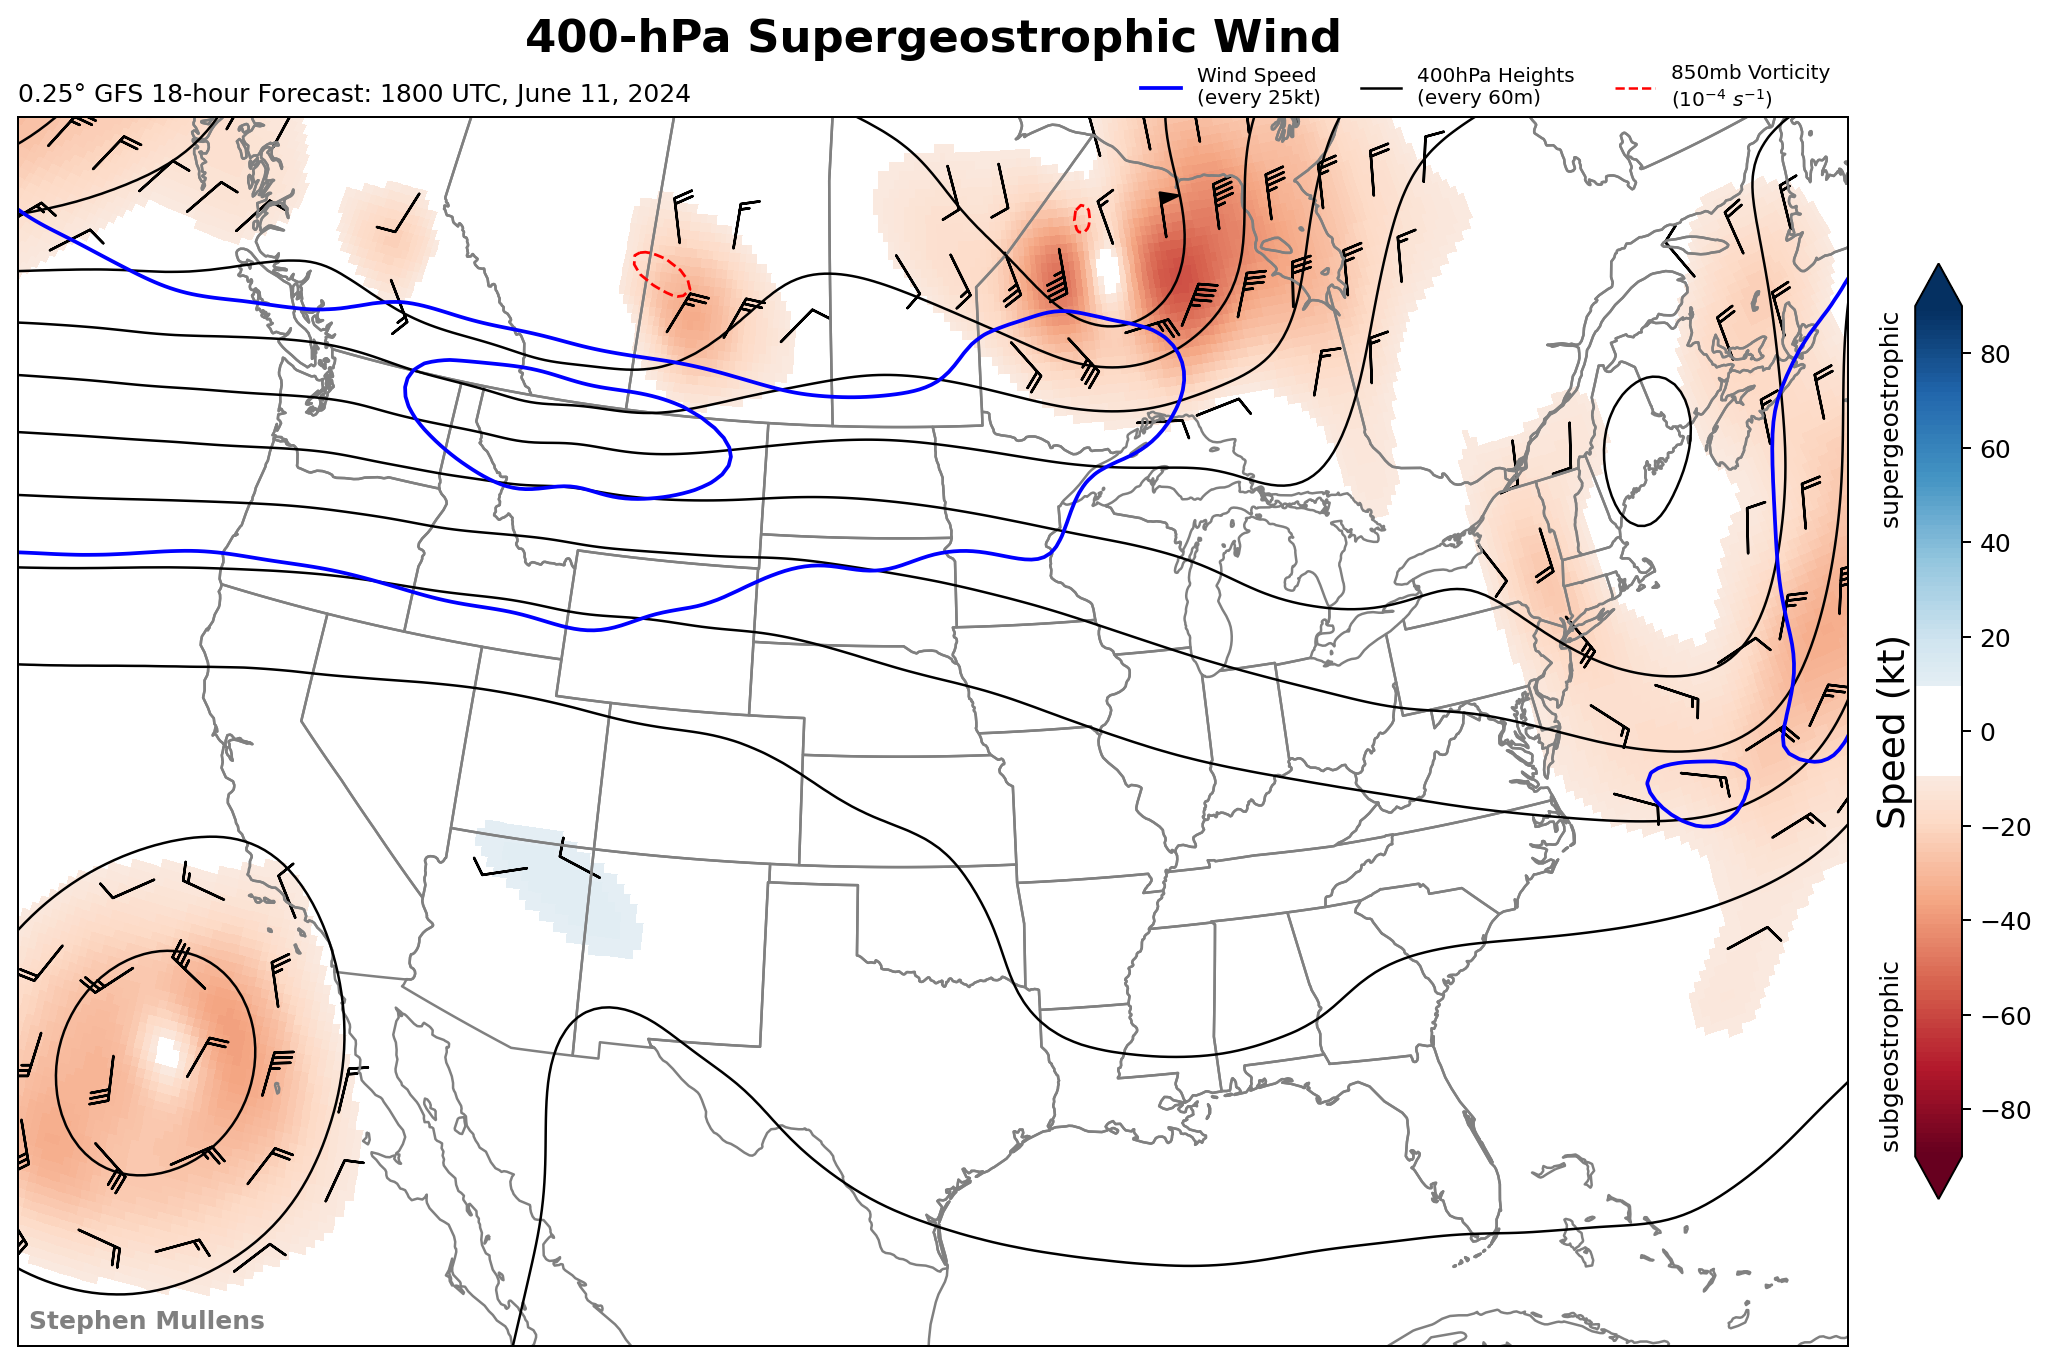 400-hPa Supergeostrophic Wind
0.25° GFS 18-hour Forecast: 1800 UTC, June 11, 2024
Wind Speed
(every 25kt)
400hPa Heights
(every 60m)
850mb Vorticity
(10⁻⁴ s⁻¹)
supergeostrophic
subgeostrophic
Speed (kt)
80
60
40
20
0
−20
−40
−60
−80
Stephen Mullens